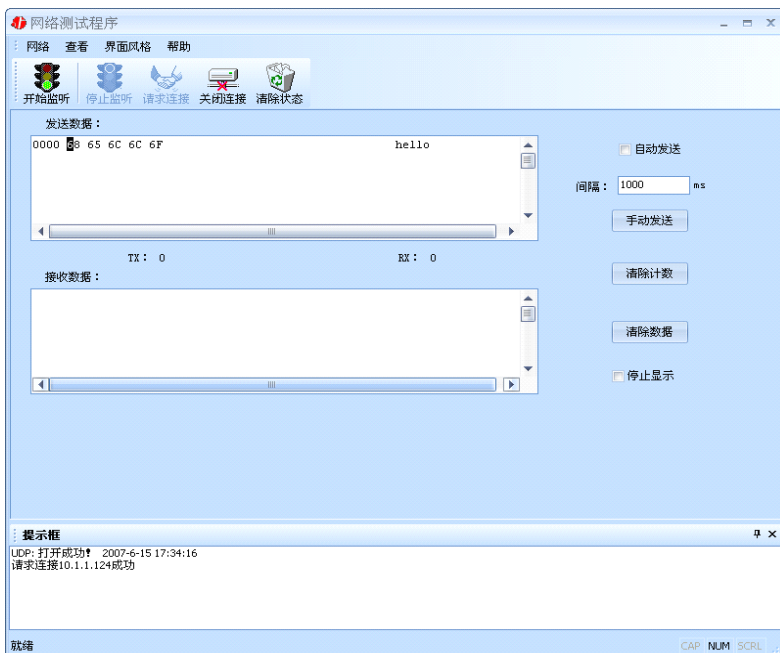 网络测试程序
网络 查看 界面风格 帮助
开始监听 停止监听 请求连接 关闭连接 清除状态
发送数据：
0000 68 65 6C 6C 6F hello
自动发送
间隔： 1000 ms
手动发送
TX： 0 RX： 0
接收数据：
清除计数
清除数据
停止显示
提示框
UDP: 打开成功！ 2007-6-15 17:34:16
请求连接10.1.1.124成功
就绪 CAP NUM SCRL